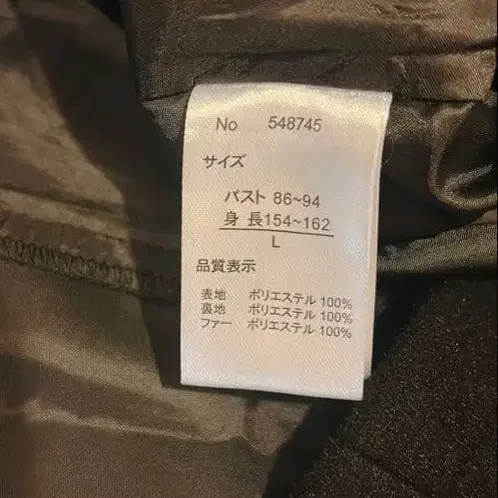 No 548745
サイズ
バスト 86~94
身 長154~162
L
品質表示
表地 ポリエステル 100%
裏地 ポリエステル 100%
ファー ポリエステル 100%